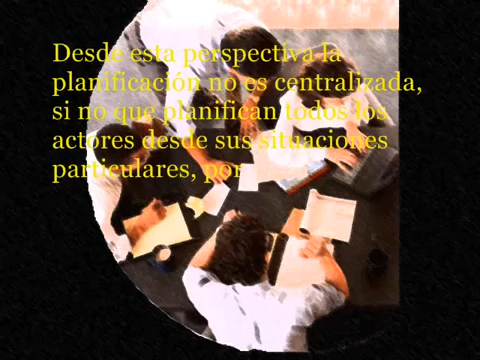 Desde esta perspectiva la
planificación no es centralizada,
si no que planifican todos los
actores desde sus situaciones
particulares, por